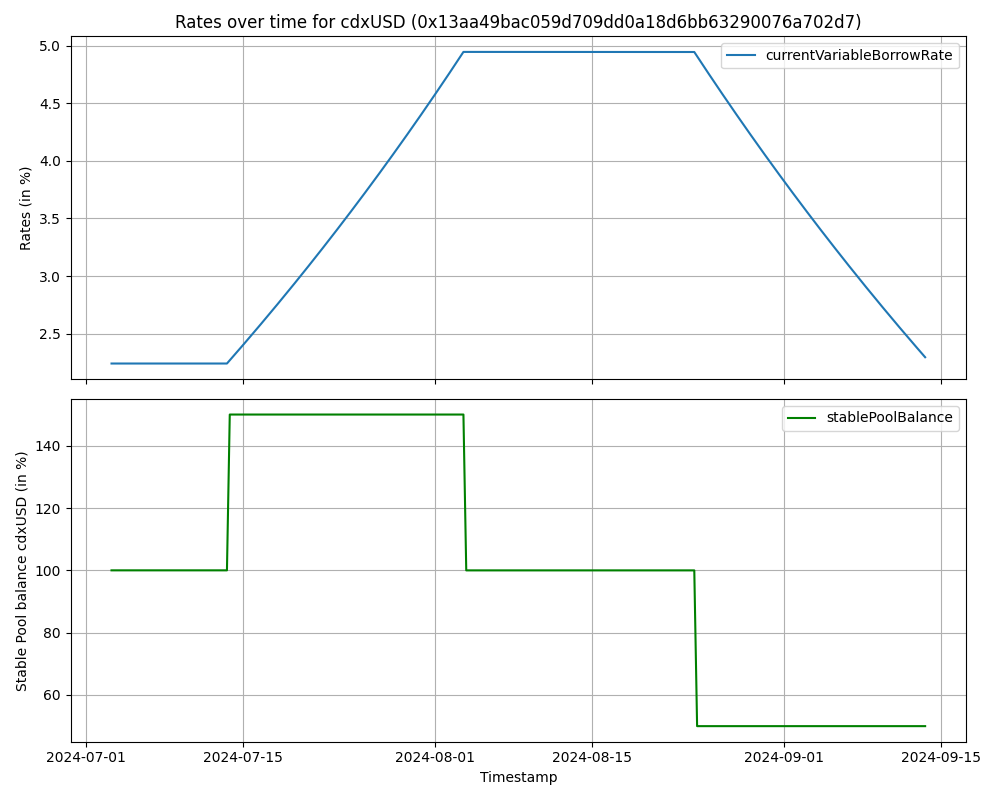 Rates over time for cdxUSD (0x13aa49bac059d709dd0a18d6bb63290076a702d7)
5.0
4.5
4.0
3.5
3.0
2.5
Rates (in %)
currentVariableBorrowRate
140
120
100
80
60
Stable Pool balance cdxUSD (in %)
stablePoolBalance
2024-07-01 2024-07-15 2024-08-01 2024-08-15 2024-09-01 2024-09-15
Timestamp